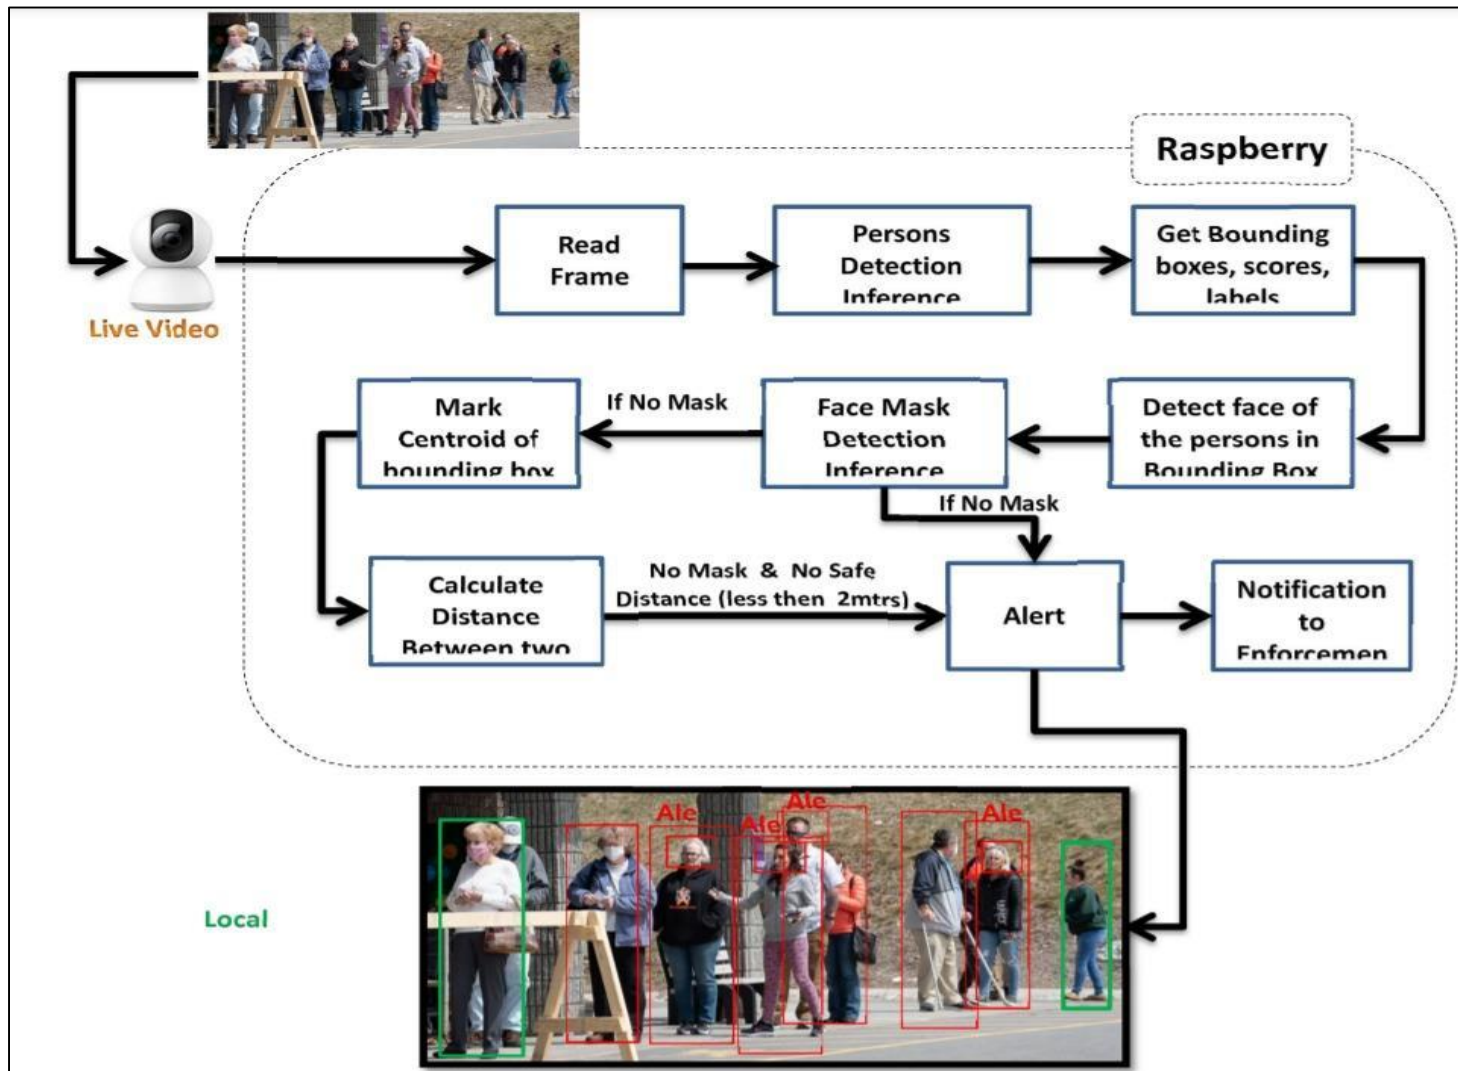 Raspberry
Read
Frame
Persons
Detection
Inference
Get Bounding
boxes, scores,
labels
Live Video
Mark
Centroid of
bounding box
If No Mask
Face Mask
Detection
Inference
Detect face of
the persons in
Bounding Box
If No Mask
Calculate
Distance
Between two
No Mask & No Safe
Distance (less then 2mtrs)
Alert
Notification
to
Enforcemen
Ale
Ale
Ale
Ale
Local